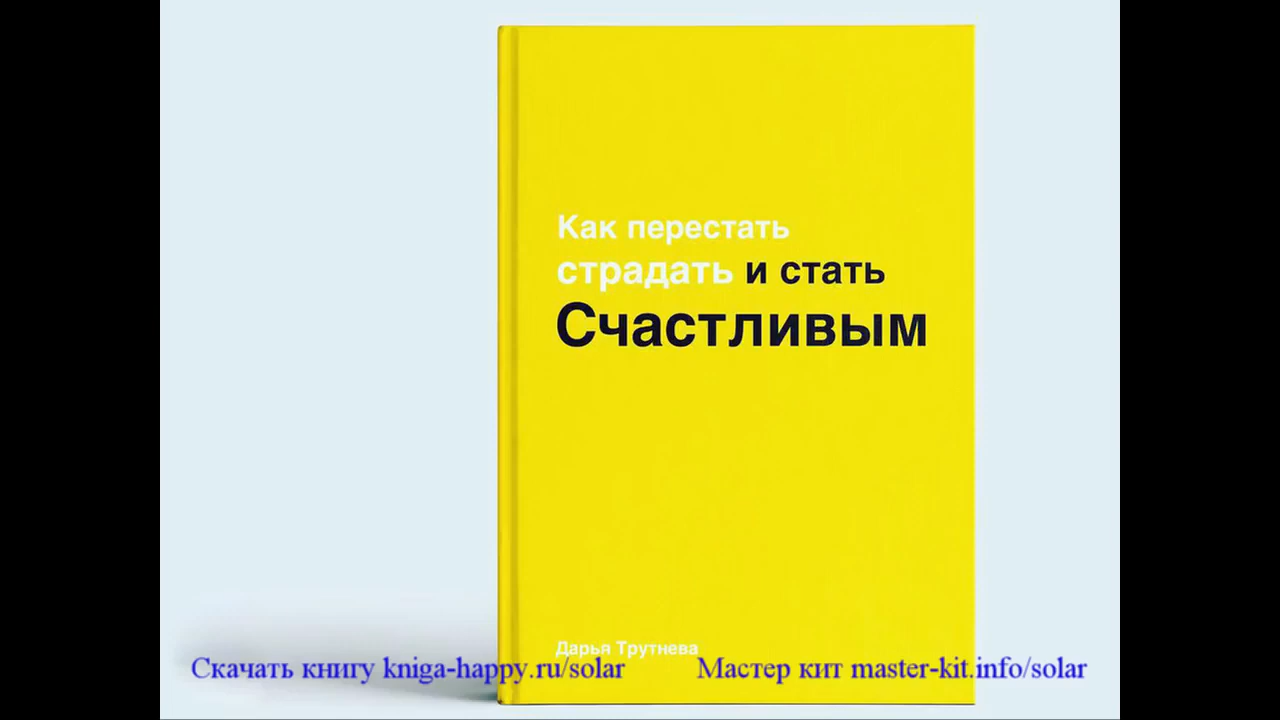 Как перестать
страдать и стать
Счастливым
Дарья Трутнева
Скачать книгу kniga-happy.ru/solar
Мастер кит master-kit.info/solar